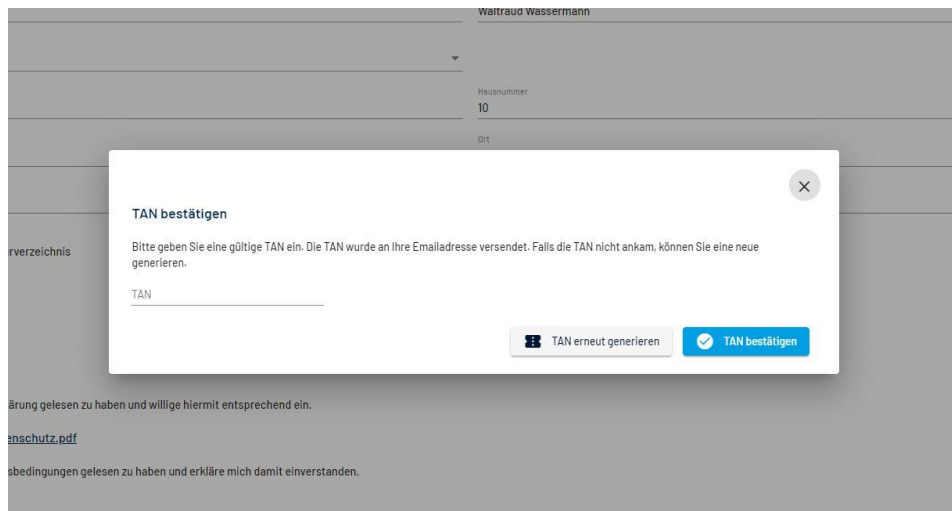 Waltraud Wassermann
Hausnummer
10
Ort
TAN bestätigen
Bitte geben Sie eine gültige TAN ein. Die TAN wurde an Ihre Emailadresse versendet. Falls die TAN nicht ankam, können Sie eine neue
generieren.
TAN
TAN erneut generieren
TAN bestätigen
rverzeichnis
ärung gelesen zu haben und willige hiermit entsprechend ein.
enschutz.pdf
sbedingungen gelesen zu haben und erkläre mich damit einverstanden.